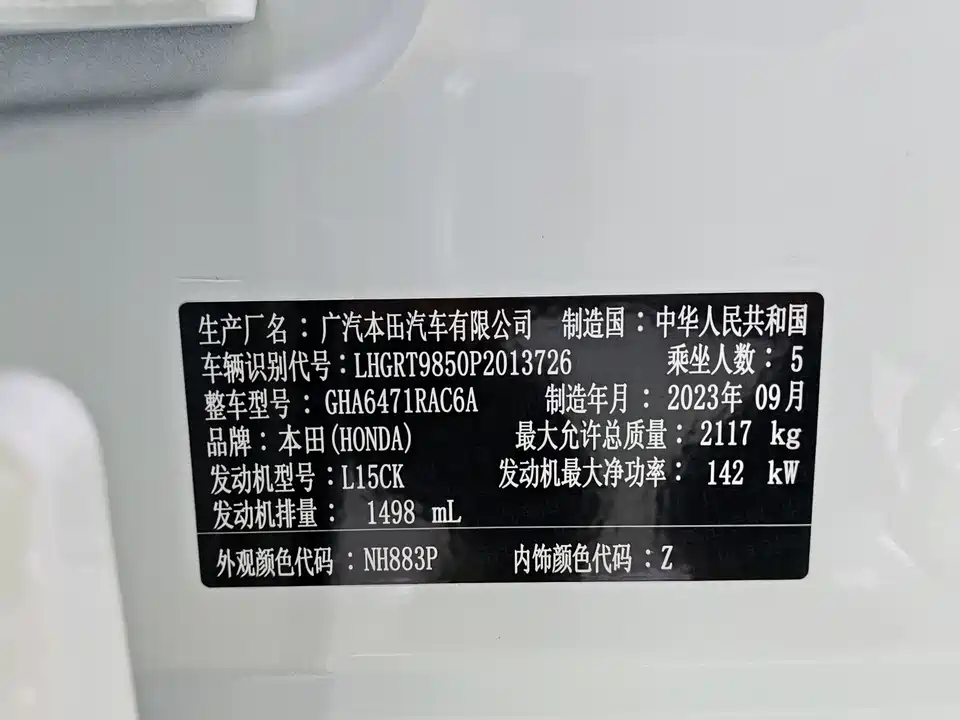 生产厂名：广汽本田汽车有限公司 制造国：中华人民共和国
车辆识别代号：LHGRT9850P2013726 乘坐人数：5
整车型号：GHA6471RAC6A 制造年月：2023年09月
品牌：本田(HONDA) 最大允许总质量：2117 kg
发动机型号：L15CK 发动机最大净功率：142 kW
发动机排量：1498 mL
外观颜色代码：NH883P 内饰颜色代码：Z